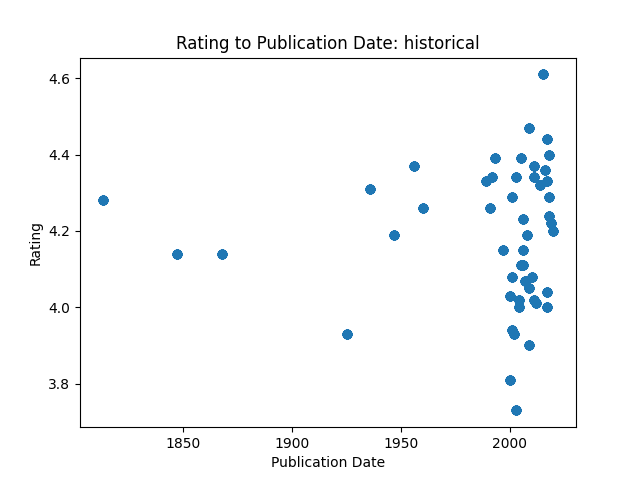 Rating to Publication Date: historical
4.6
4.4
4.2
4.0
3.8
Rating
1850 1900 1950 2000
Publication Date